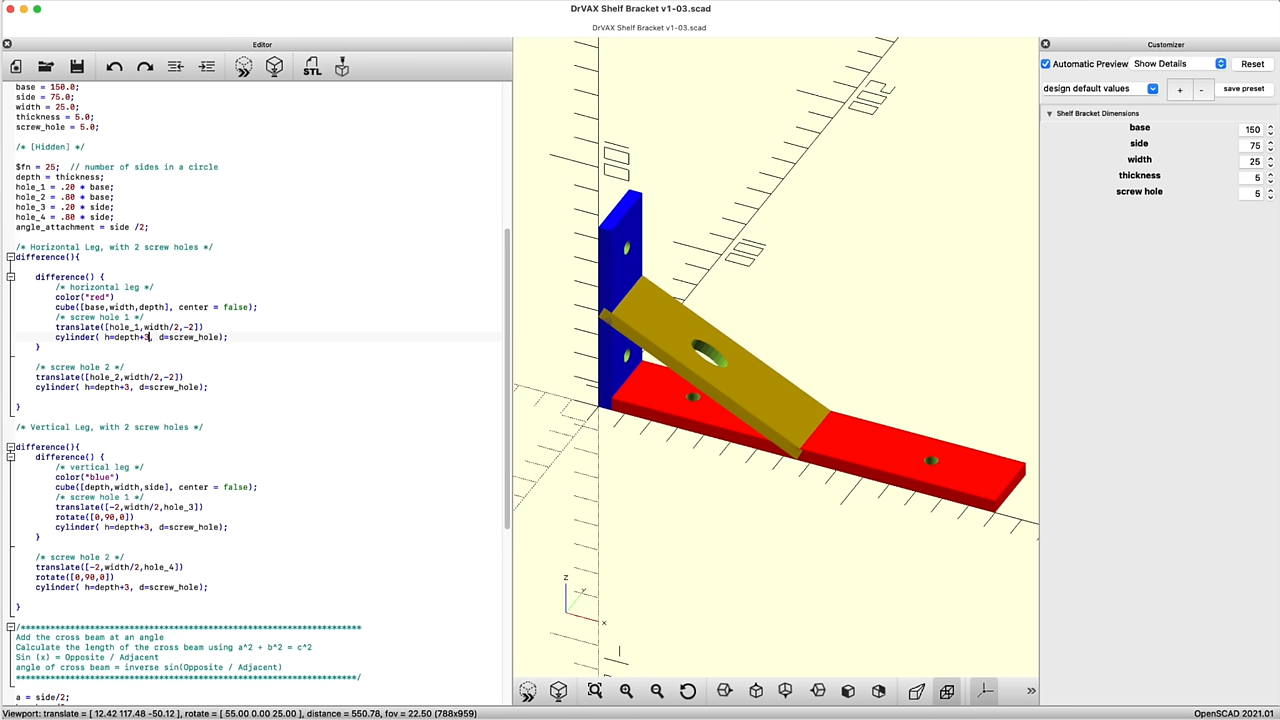 DrVAX Shelf Bracket v1-03.scad
DrVAX Shelf Bracket v1-03.scad
Editor
STL
base = 150.0;
side = 75.0;
width = 25.0;
thickness = 5.0;
screw_hole = 5.0;
/* [Hidden] */
$fn = 25;  // number of sides in a circle
depth = thickness;
hole_1 = .20 * base;
hole_2 = .80 * base;
hole_3 = .20 * side;
hole_4 = .80 * side;
angle_attachment = side /2;
/* Horizontal Leg, with 2 screw holes */
difference(){
difference() {
/* horizontal leg */
color("red")
cube([base,width,depth], center = false);
/* screw hole 1 */
translate([hole_1,width/2,-2])
cylinder( h=depth+3, d=screw_hole);
}
/* screw hole 2 */
translate([hole_2,width/2,-2])
cylinder( h=depth+3, d=screw_hole);
}
/* Vertical Leg, with 2 screw holes */
difference(){
difference() {
/* vertical leg */
color("blue")
cube([depth,width,side], center = false);
/* screw hole 1 */
translate([-2,width/2,hole_3])
rotate([0,90,0])
cylinder( h=depth+3, d=screw_hole);
}
/* screw hole 2 */
translate([-2,width/2,hole_4])
rotate([0,90,0])
cylinder( h=depth+3, d=screw_hole);
}
/*****************************************************************
Add the cross beam at an angle
Calculate the length of the cross beam using a^2 + b^2 = c^2
Sin (x) = Opposite / Adjacent
angle of cross beam = inverse sin(Opposite / Adjacent)
*****************************************************************/
a = side/2;
z
x
Customizer
Automatic Preview
Show Details
Reset
design default values
+
-
save preset
Shelf Bracket Dimensions
base 150
side 75
width 25
thickness 5
screw hole 5
Viewport: translate = [ 12.42 117.48 -50.12 ], rotate = [ 55.00 0.00 25.00 ], distance = 550.78, fov = 22.50 (788x959)
OpenSCAD 2021.01